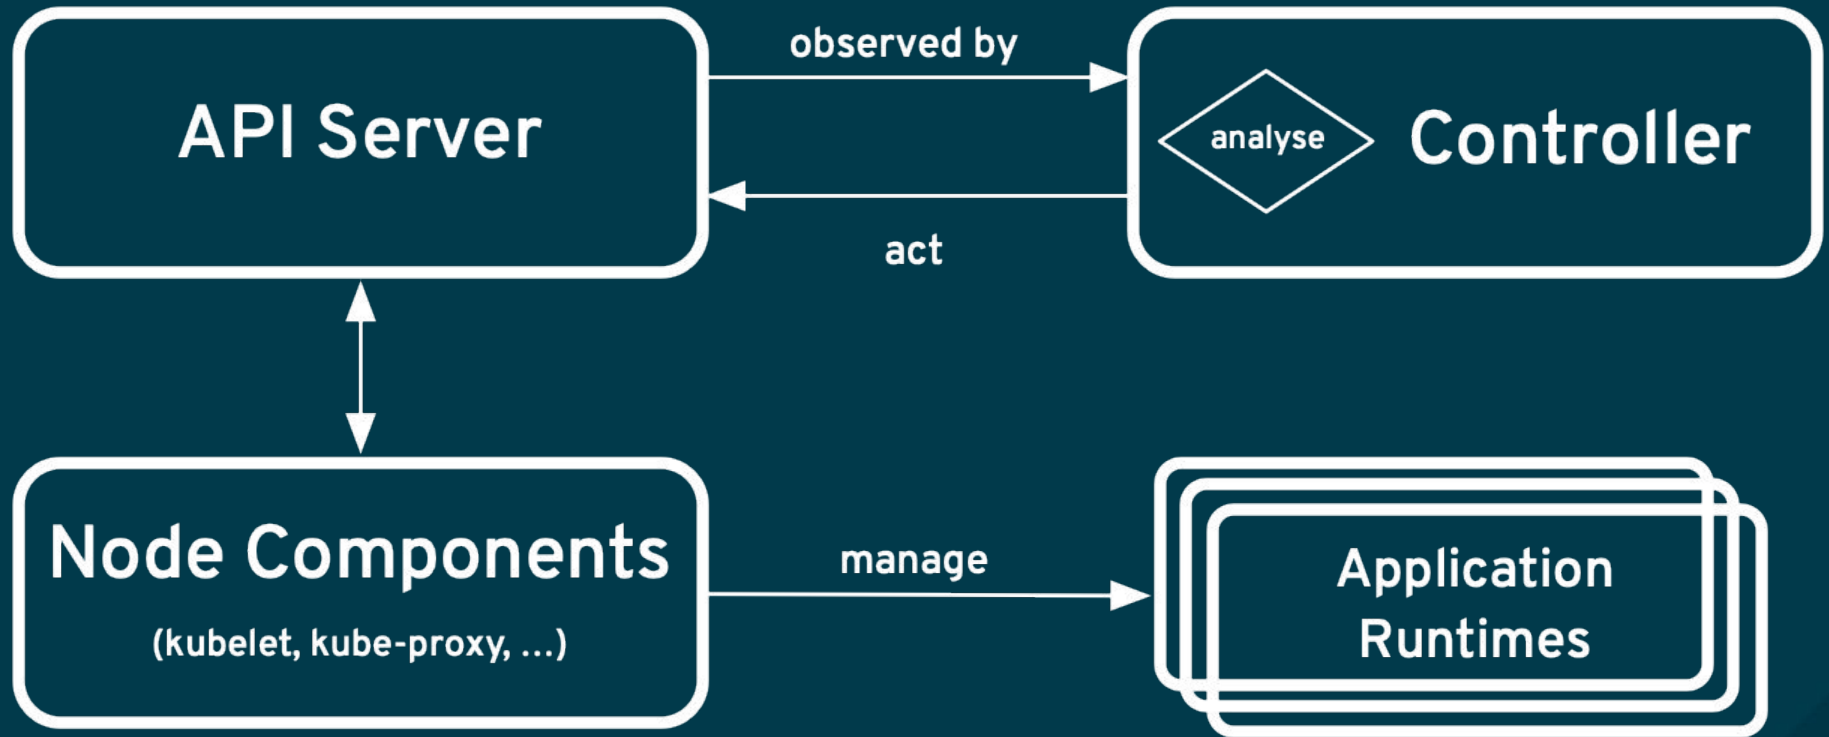 observed by
API Server
analyse
Controller
act
Node Components
(kubelet, kube-proxy, ...)
manage
Application
Runtimes